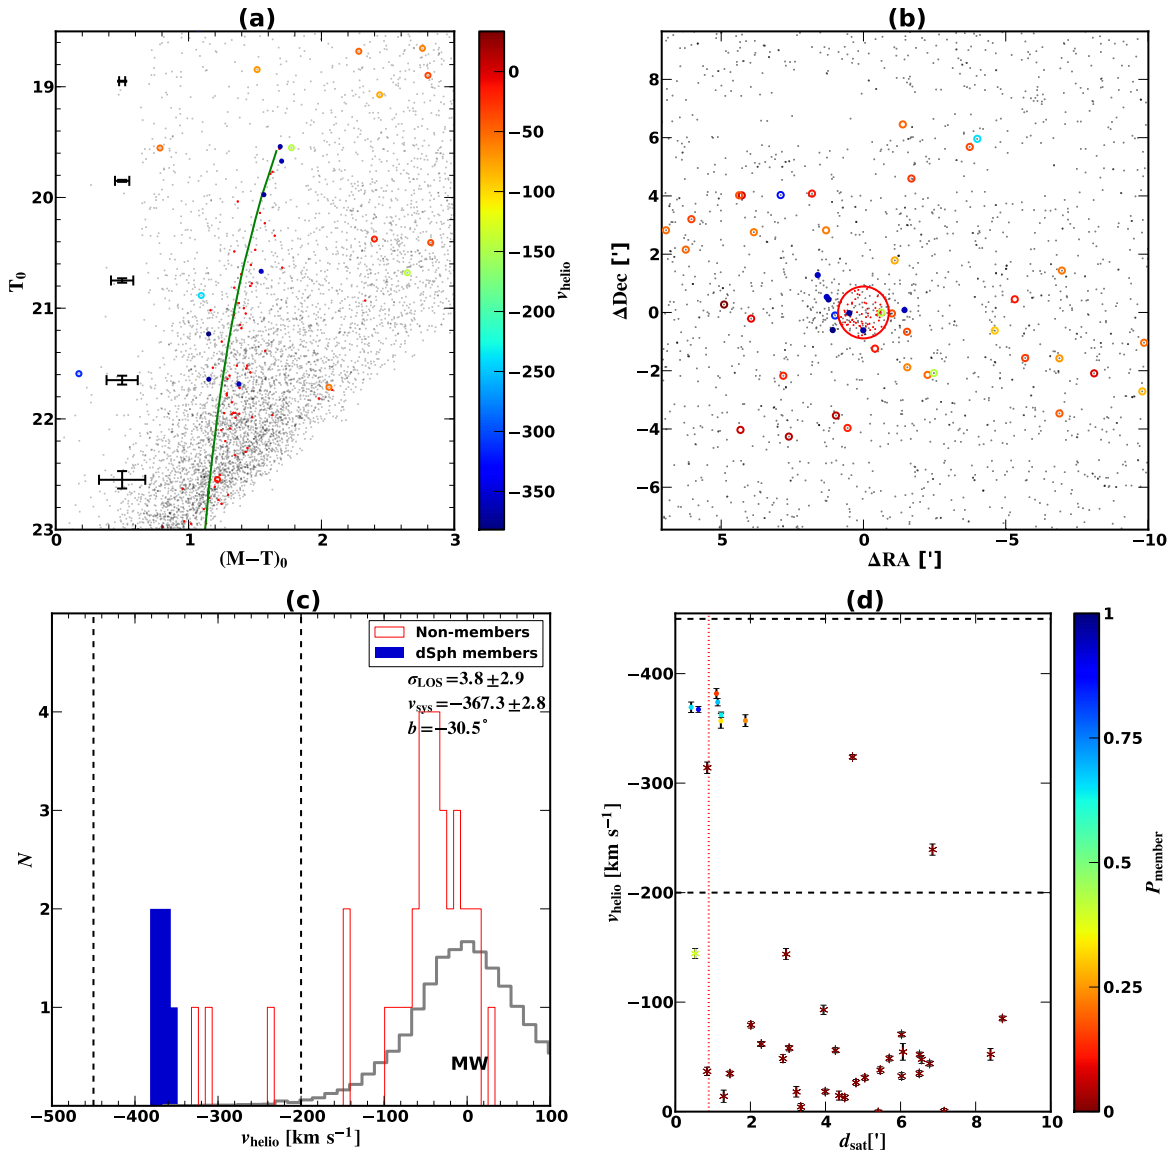 (a)
19
20
21
22
23
0
1
2
3
T0
(M−T)0
0
−50
−100
−150
−200
−250
−300
−350
vhelio
(b)
8
6
4
2
0
−2
−4
−6
5
0
−5
−10
ΔDec [']
ΔRA [']
(c)
Non-members
dSph members
σLOS=3.8±2.9
vsys=−367.3±2.8
b=−30.5°
MW
4
3
2
1
−500
−400
−300
−200
−100
0
100
N
vhelio [km s−1]
(d)
−400
−300
−200
−100
0
0
2
4
6
8
10
vhelio [km s−1]
dsat[']
1
0.75
0.5
0.25
0
Pmember